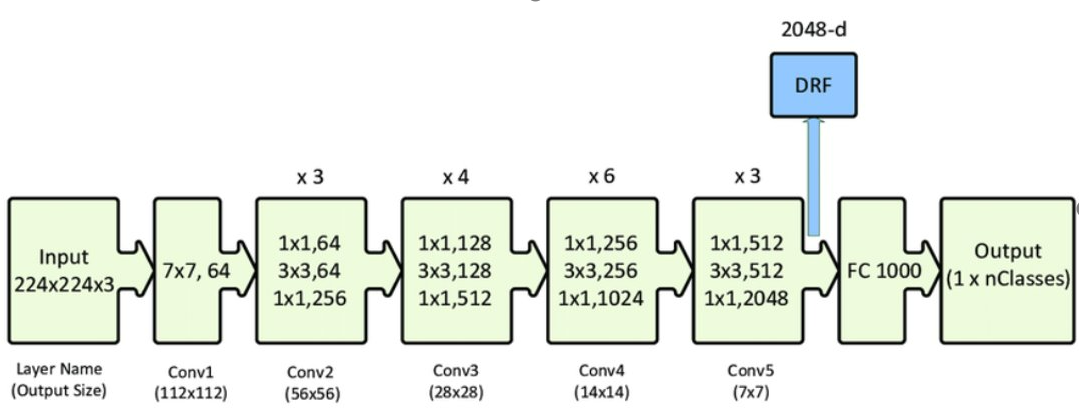 2048-d
DRF
x 3
x 4
x 6
x 3
Input
224x224x3
7x7, 64
1x1,64
3x3,64
1x1,256
1x1,128
3x3,128
1x1,512
1x1,256
3x3,256
1x1,1024
1x1,512
3x3,512
1x1,2048
FC 1000
Output
(1 x nClasses)
Layer Name
(Output Size)
Conv1
(112x112)
Conv2
(56x56)
Conv3
(28x28)
Conv4
(14x14)
Conv5
(7x7)